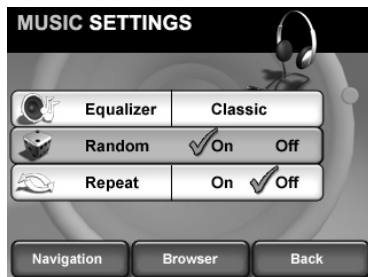 MUSIC SETTINGS
Equalizer Classic
Random On Off
Repeat On Off
Navigation Browser Back